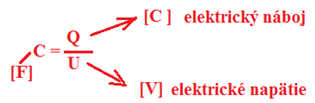 [C ] elektrický náboj
C = Q
U
[F]
[V] elektrické napätie